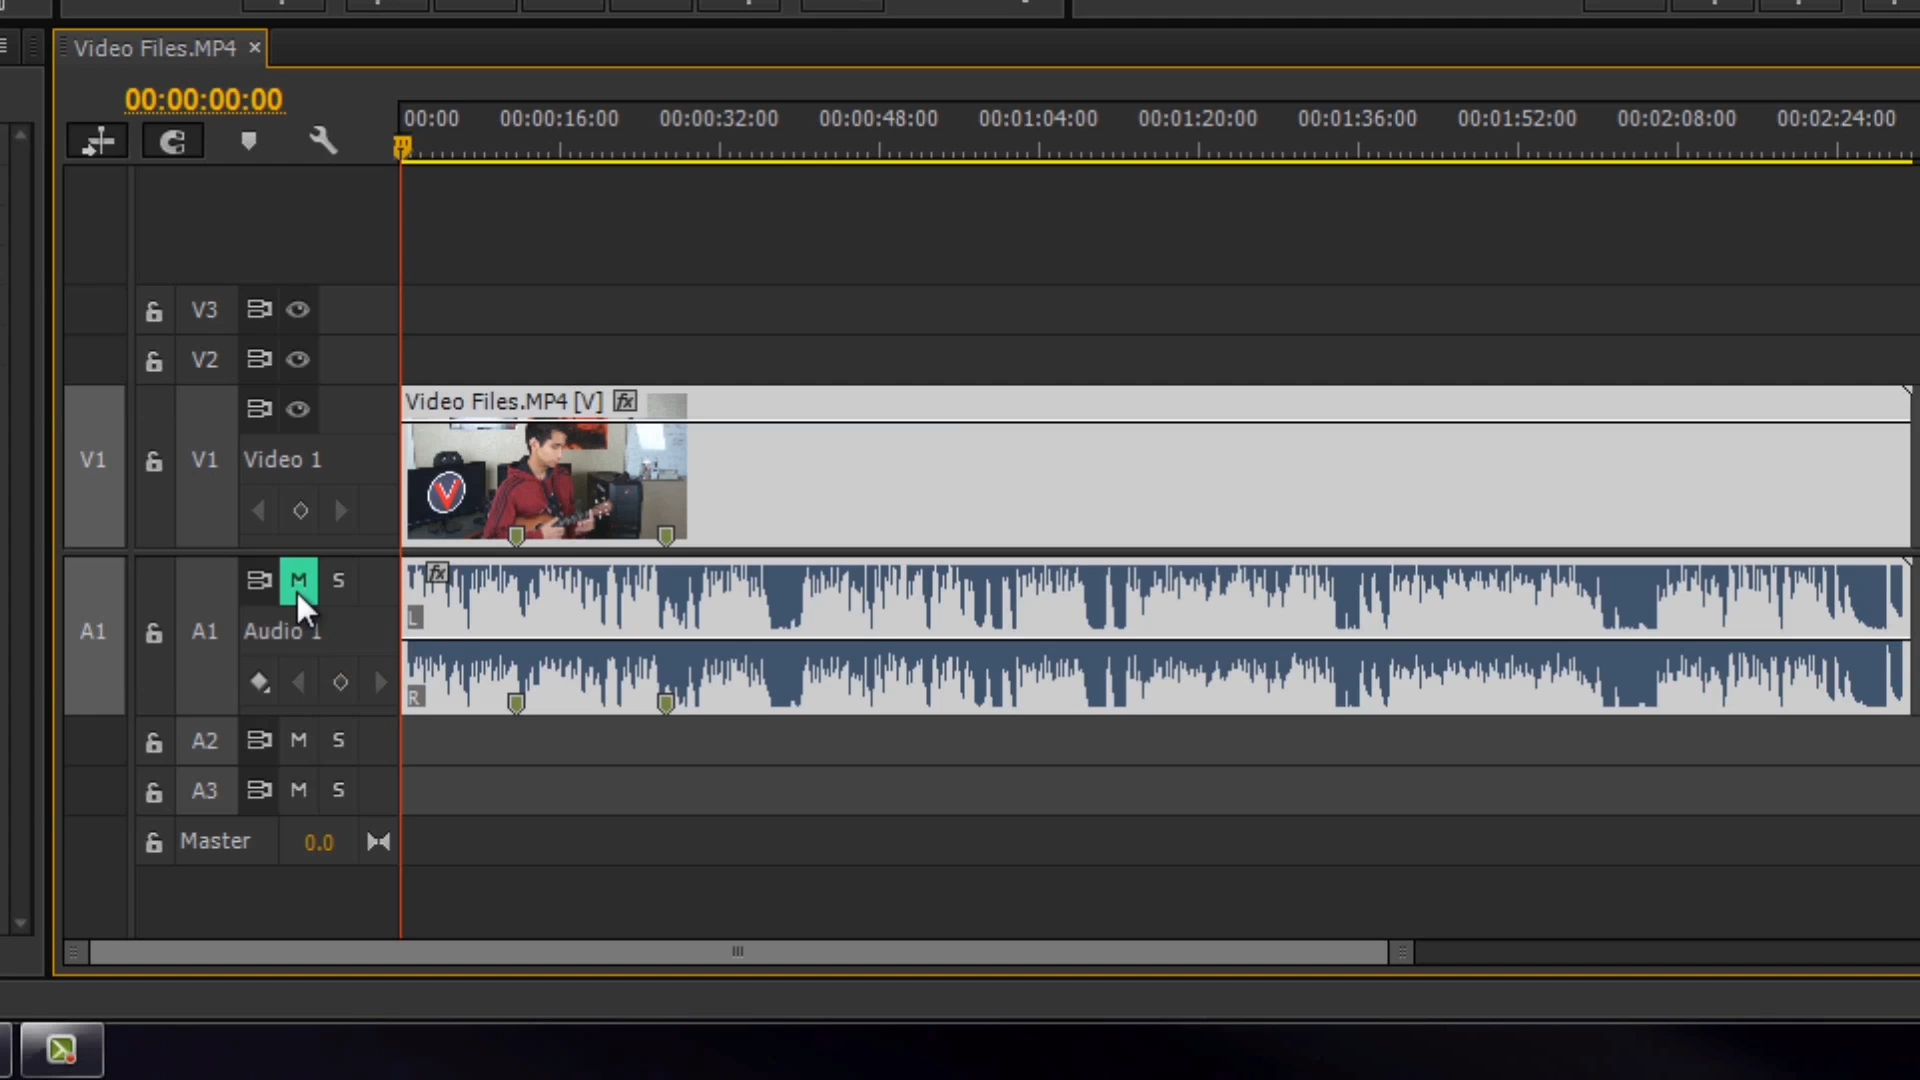 Video Files.MP4 ×
00:00:00:00
00:00 00:00:16:00 00:00:32:00 00:00:48:00 00:01:04:00 00:01:20:00 00:01:36:00 00:01:52:00 00:02:08:00 00:02:24:00
V3
V2
Video Files.MP4 [V] fx
V1 V1 Video 1
V
M S fx
L
A1 A1 Audio 1
R
A2 M S
A3 M S
Master 0.0